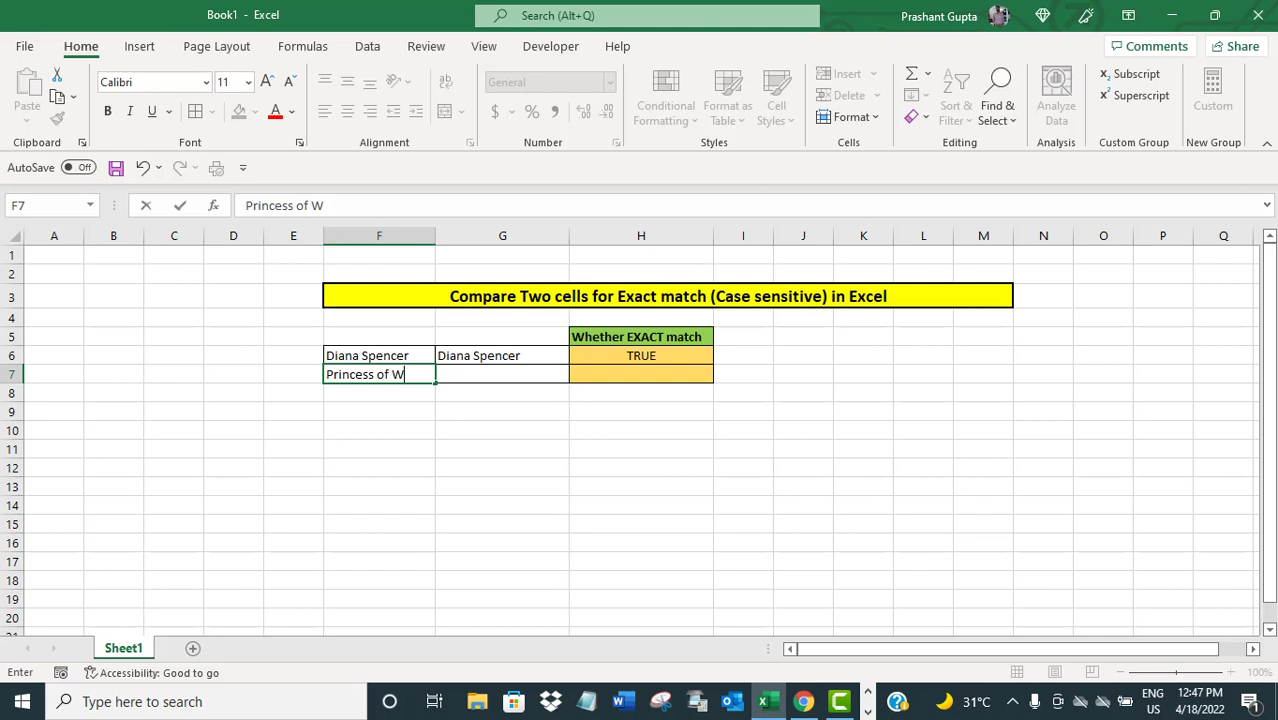 Book1 - Excel
Search (Alt+Q)
Prashant Gupta
File Home Insert Page Layout Formulas Data Review View Developer Help
Comments Share
Paste
Calibri 11
B I U
General
Conditional Formatting
Format as Table
Cell Styles
Insert
Delete
Format
Sort & Filter
Find & Select
Analyze Data
Subscript
Superscript
Custom
Clipboard Font Alignment Number Styles Cells Editing Analysis Custom Group New Group
AutoSave Off
F7 fx Princess of W
A B C D E F G H I J K L M N O P Q
1
2
3 Compare Two cells for Exact match (Case sensitive) in Excel
4
5 Whether EXACT match
6 Diana Spencer Diana Spencer TRUE
7 Princess of W
8
9
10
11
12
13
14
15
16
17
18
19
20
21
Sheet1
Enter Accessibility: Good to go 100%
Type here to search
31°C
ENG
US
12:47 PM
4/18/2022
1